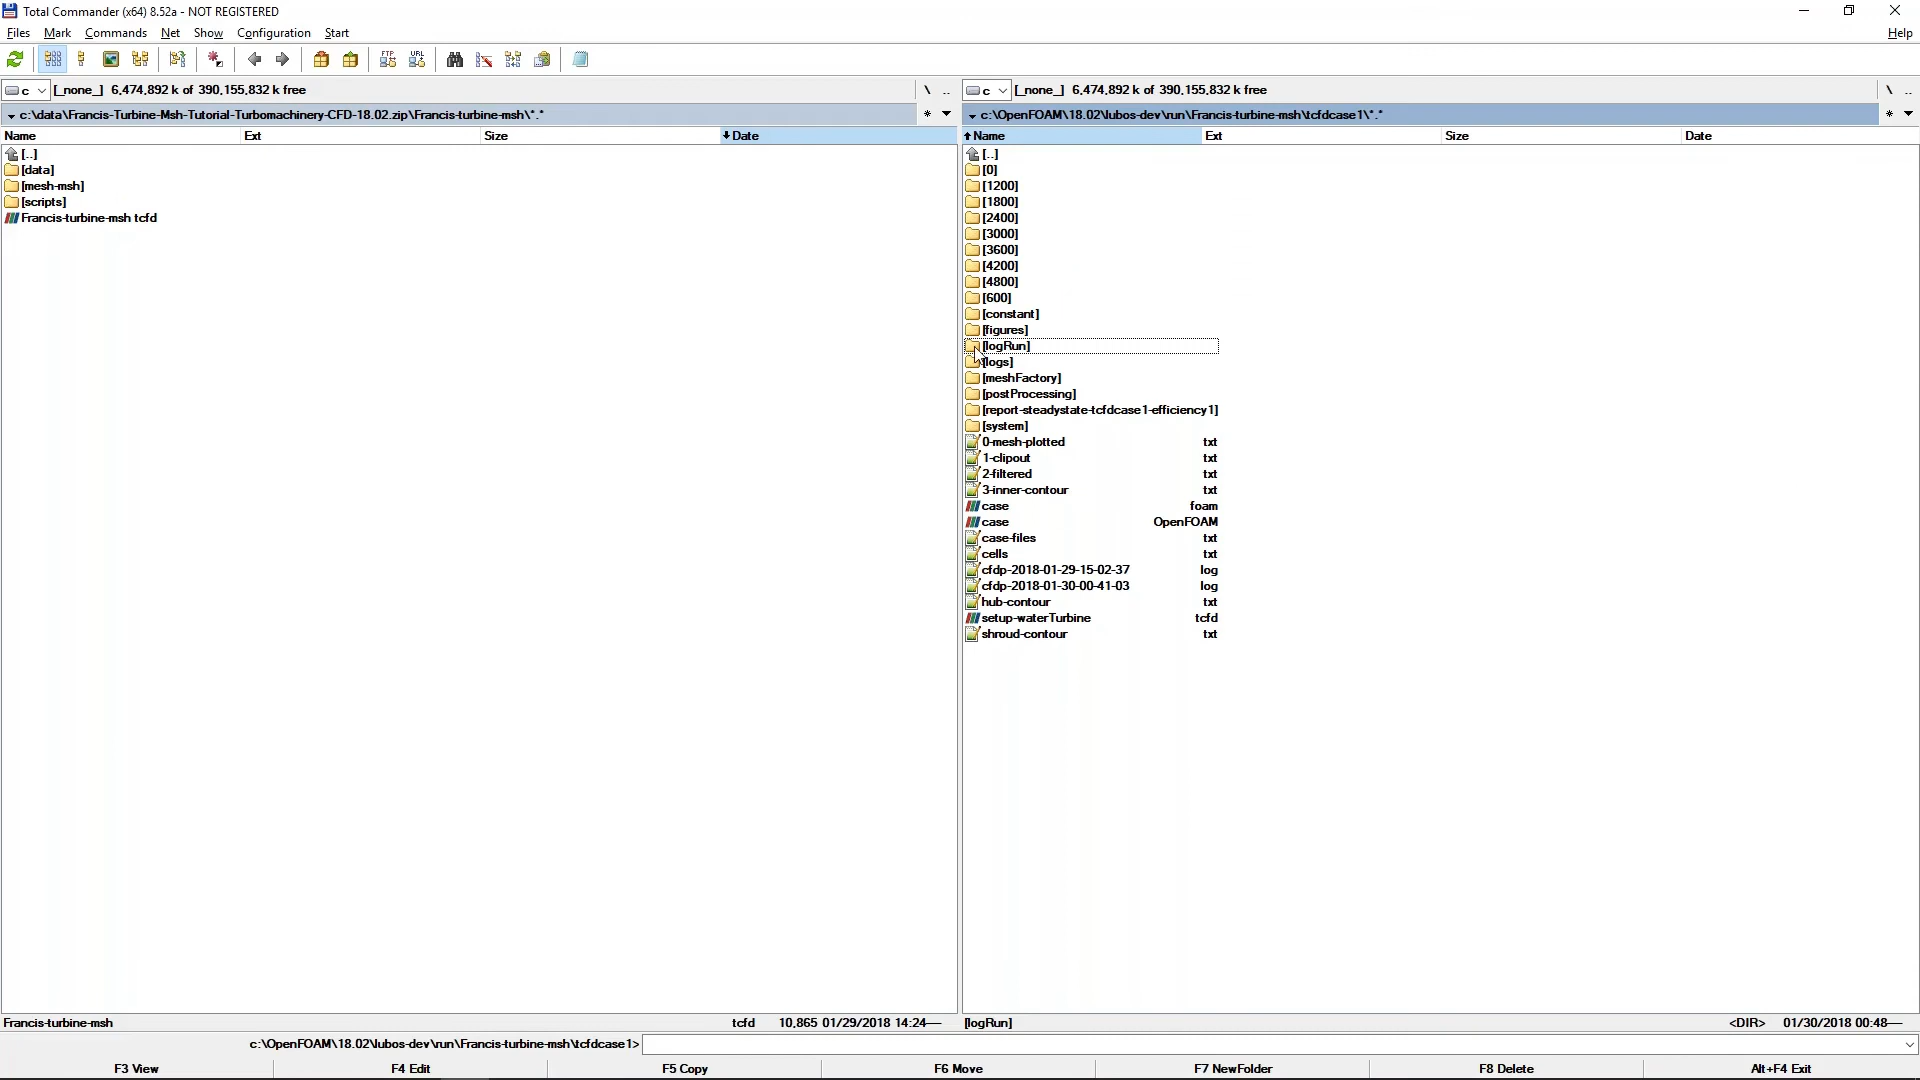 Total Commander (x64) 8.52a - NOT REGISTERED
Files Mark Commands Net Show Configuration Start Help
FTP URL
c [_none_] 6,474,892 k of 390,155,832 k free \ ..
c:\data\Francis-Turbine-Msh-Tutorial-Turbomachinery-CFD-18.02.zip\Francis-turbine-msh\*.* * 
Name Ext Size Date
[..]
[data]
[mesh-msh]
[scripts]
Francis-turbine-msh tcfd
Francis-turbine-msh tcfd 10,865 01/29/2018 14:24—
c [_none_] 6,474,892 k of 390,155,832 k free \ ..
c:\OpenFOAM\18.02\lubos-dev\run\Francis-turbine-msh\tcfdcase1\*.* *
Name Ext Size Date
[..]
[0]
[1200]
[1800]
[2400]
[3000]
[3600]
[4200]
[4800]
[600]
[constant]
[figures]
[logRun]
[logs]
[meshFactory]
[postProcessing]
[report-steadystate-tcfdcase1-efficiency1]
[system]
0-mesh-plotted txt
1-clipout txt
2-filtered txt
3-inner-contour txt
case foam
case OpenFOAM
case-files txt
cells txt
cfdp-2018-01-29-15-02-37 log
cfdp-2018-01-30-00-41-03 log
hub-contour txt
setup-waterTurbine tcfd
shroud-contour txt
[logRun] <DIR> 01/30/2018 00:48—
c:\OpenFOAM\18.02\lubos-dev\run\Francis-turbine-msh\tcfdcase1>
F3 View F4 Edit F5 Copy F6 Move F7 NewFolder F8 Delete Alt+F4 Exit